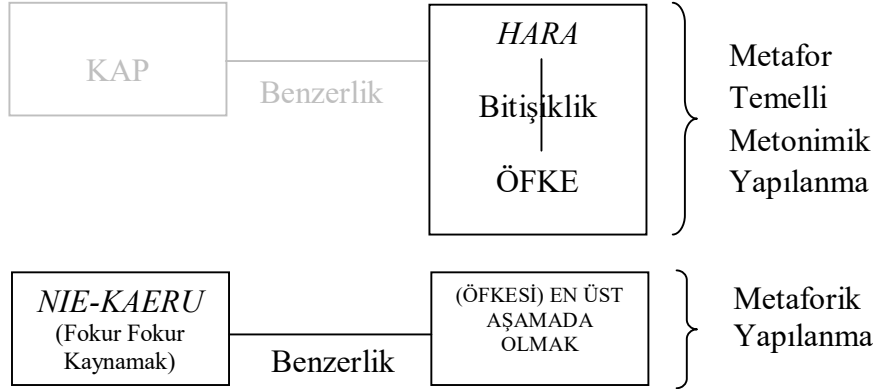 KAP
Benzerlik
HARA
Bitişiklik
ÖFKE
Metafor
Temelli
Metonimik
Yapılanma
NIE-KAERU
(Fokur Fokur
Kaynamak)
Benzerlik
(ÖFKESİ) EN ÜST
AŞAMADA
OLMAK
Metaforik
Yapılanma